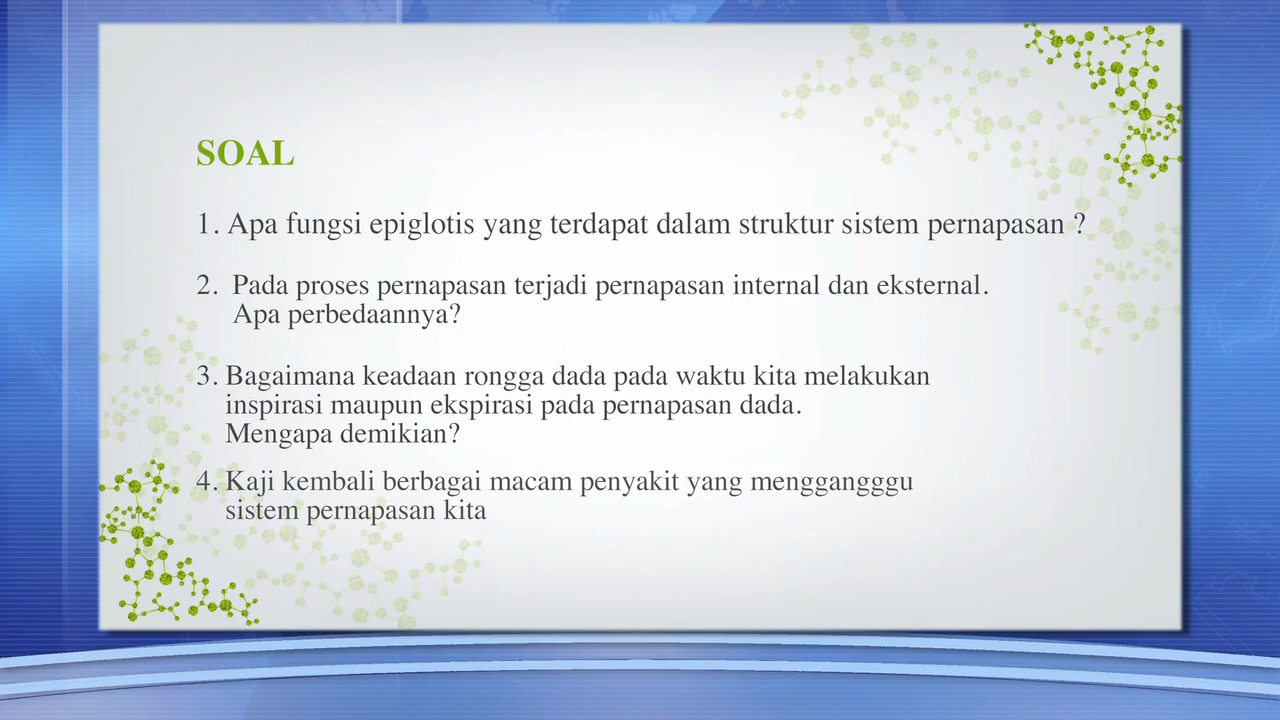 SOAL
1. Apa fungsi epiglotis yang terdapat dalam struktur sistem pernapasan ?
2. Pada proses pernapasan terjadi pernapasan internal dan eksternal.
Apa perbedaannya?
3. Bagaimana keadaan rongga dada pada waktu kita melakukan
inspirasi maupun ekspirasi pada pernapasan dada.
Mengapa demikian?
4. Kaji kembali berbagai macam penyakit yang menggangggu
sistem pernapasan kita